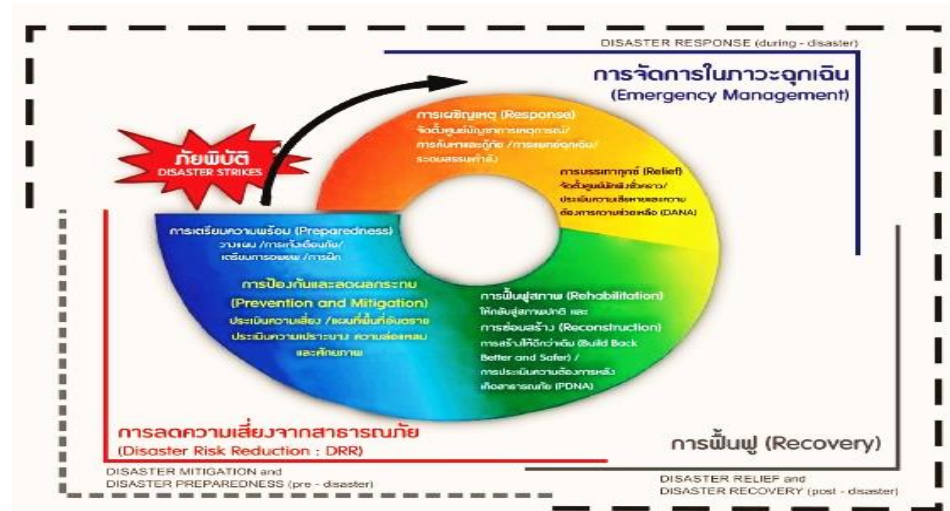 DISASTER RESPONSE (during - disaster)
การจัดการในภาวะฉุกเฉิน
(Emergency Management)
ภัยพิบัติ
DISASTER STRIKES
การเผชิญเหตุ (Response)
จัดตั้งศูนย์บัญชาการเหตุการณ์/
การค้นหาและกู้ภัย /การแพทย์ฉุกเฉิน/
ระดมสรรพกำลัง
การบรรเทาทุกข์ (Relief)
จัดตั้งศูนย์พักพิงชั่วคราว/
ประเมินความเสียหายและความ
ต้องการความช่วยเหลือ (DANA)
การเตรียมความพร้อม (Preparedness)
วางแผน /การแจ้งเตือนภัย/
เตรียมการอพยพ /การฝึก
การป้องกันและลดผลกระทบ
(Prevention and Mitigation)
ประเมินความเสี่ยง /แผนที่พื้นที่อันตราย
ประเมินความเปราะบาง ความล่อแหลม
และศักยภาพ
การฟื้นฟูสภาพ (Rehabilitation)
ให้กลับสู่สภาพปกติ และ
การซ่อมสร้าง (Reconstruction)
การสร้างให้ดีกว่าเดิม (Build Back
Better and Safer) /
การประเมินความต้องการหลัง
เกิดสาธารณภัย (PDNA)
การลดความเสี่ยงจากสาธารณภัย
(Disaster Risk Reduction : DRR)
DISASTER MITIGATION and
DISASTER PREPAREDNESS (pre - disaster)
การฟื้นฟู (Recovery)
DISASTER RELIEF and
DISASTER RECOVERY (post - disaster)